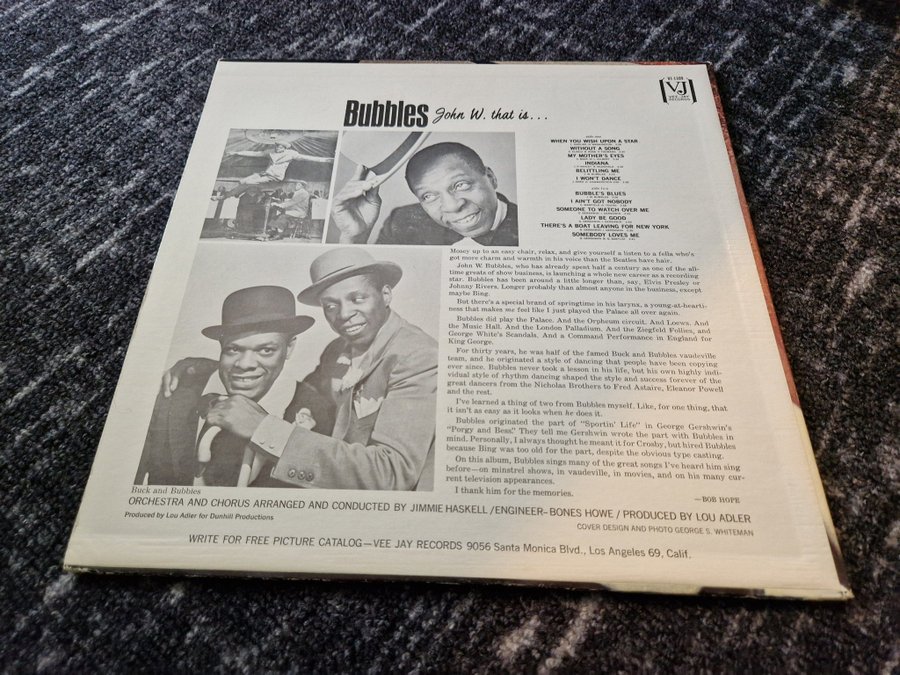 VJ
VEE JAY
RECORDS
Bubbles John W. that is...
side one
WHEN YOU WISH UPON A STAR
WITHOUT A SONG
MY MOTHER'S EYES
INDIANA
BELITTLING ME
I WON'T DANCE
side two
BUBBLE'S BLUES
I AIN'T GOT NOBODY
SOMEONE TO WATCH OVER ME
LADY BE GOOD
THERE'S A BOAT LEAVING FOR NEW YORK
SOMEBODY LOVES ME
Mosey up to an easy chair, relax, and give yourself a listen to a fella who's
got more charm and warmth in his voice than the Beatles have hair.
John W. Bubbles, who has already spent half a century as one of the all-
time greats of show business, is launching a whole new career as a recording
star. Bubbles has been around a little longer than, say, Elvis Presley or
Johnny Rivers. Longer probably than almost anyone in the business, except
maybe Bing.
But there's a special brand of springtime in his larynx, a young-at-hearti-
ness that makes me feel like I just played the Palace all over again.
Bubbles did play the Palace. And the Orpheum circuit. And Loews. And
the Music Hall. And the London Palladium. And the Ziegfeld Follies, and
George White's Scandals. And a Command Performance in England for
King George.
For thirty years, he was half of the famed Buck and Bubbles vaudeville
team, and he originated a style of dancing that people have been copying
ever since. Bubbles never took a lesson in his life, but his own highly indi-
vidual style of rhythm dancing shaped the style and success forever of the
great dancers from the Nicholas Brothers to Fred Astaire, Eleanor Powell
and the rest.
I've learned a thing of two from Bubbles myself. Like, for one thing, that
it isn't as easy as it looks when he does it.
Bubbles originated the part of "Sportin' Life" in George Gershwin's
"Porgy and Bess." They tell me Gershwin wrote the part with Bubbles in
mind. Personally, I always thought he meant it for Crosby, but hired Bubbles
because Bing was too old for the part, despite the obvious type casting.
On this album, Bubbles sings many of the great songs I've heard him sing
before—on minstrel shows, in vaudeville, in movies, and on his many cur-
rent television appearances.
I thank him for the memories.
—BOB HOPE
Buck and Bubbles
ORCHESTRA AND CHORUS ARRANGED AND CONDUCTED BY JIMMIE HASKELL/ENGINEER—BONES HOWE/PRODUCED BY LOU ADLER
Produced by Lou Adler for Dunhill Productions
COVER DESIGN AND PHOTO GEORGE S. WHITEMAN
WRITE FOR FREE PICTURE CATALOG—VEE JAY RECORDS 9056 Santa Monica Blvd., Los Angeles 69, Calif.